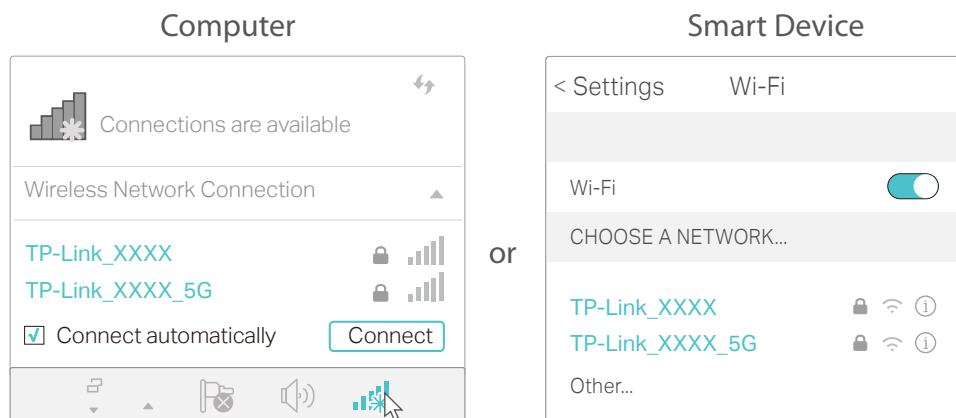 Computer
Connections are available
Wireless Network Connection
TP-Link_XXXX
TP-Link_XXXX_5G
Connect automatically Connect
or
Smart Device
< Settings Wi-Fi
Wi-Fi
CHOOSE A NETWORK...
TP-Link_XXXX
TP-Link_XXXX_5G
Other...